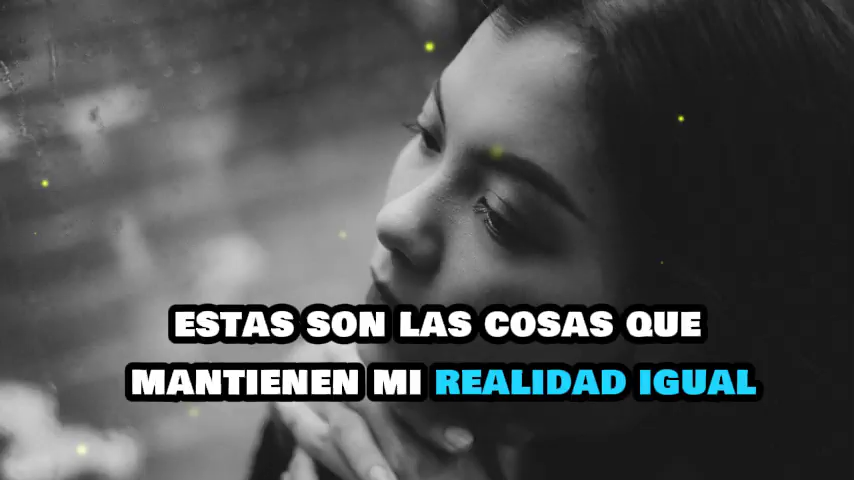 ESTAS SON LAS COSAS QUE
MANTIENEN MI REALIDAD IGUAL